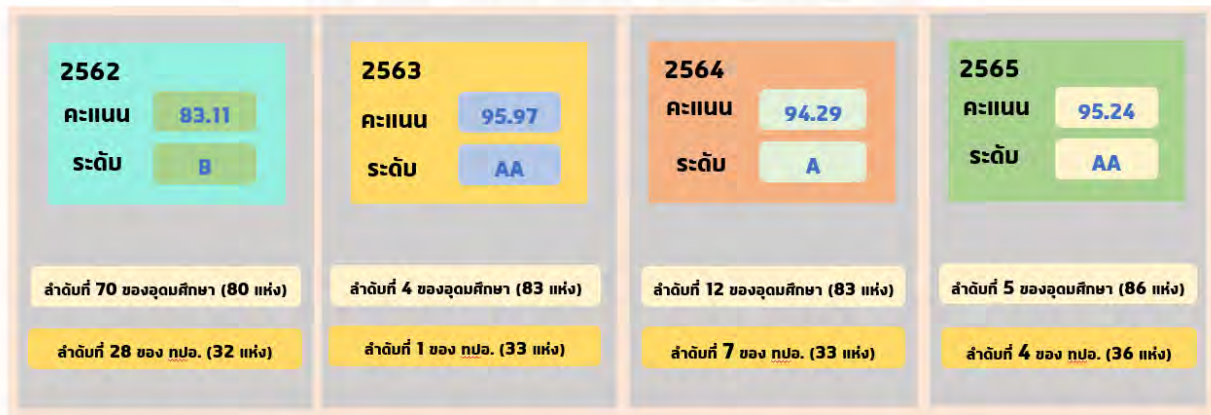 2562
คะแนน 83.11
ระดับ B
ลำดับที่ 70 ของอุดมศึกษา (80 แห่ง)
ลำดับที่ 28 ของ ทปอ. (32 แห่ง)
2563
คะแนน 95.97
ระดับ AA
ลำดับที่ 4 ของอุดมศึกษา (83 แห่ง)
ลำดับที่ 1 ของ ทปอ. (33 แห่ง)
2564
คะแนน 94.29
ระดับ A
ลำดับที่ 12 ของอุดมศึกษา (83 แห่ง)
ลำดับที่ 7 ของ ทปอ. (33 แห่ง)
2565
คะแนน 95.24
ระดับ AA
ลำดับที่ 5 ของอุดมศึกษา (86 แห่ง)
ลำดับที่ 4 ของ ทปอ. (36 แห่ง)